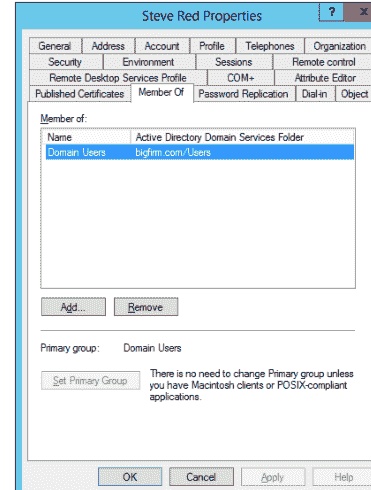 Steve Red Properties
? x
General Address Account Profile Telephones Organization
Security Environment Sessions Remote control
Remote Desktop Services Profile COM+ Attribute Editor
Published Certificates Member Of Password Replication Dial-in Object
Member of:
Name Active Directory Domain Services Folder
Domain Users bigfirm.com/Users
Add... Remove
Primary group: Domain Users
Set Primary Group
There is no need to change Primary group unless
you have Macintosh clients or POSIX-compliant
applications.
OK Cancel Apply Help